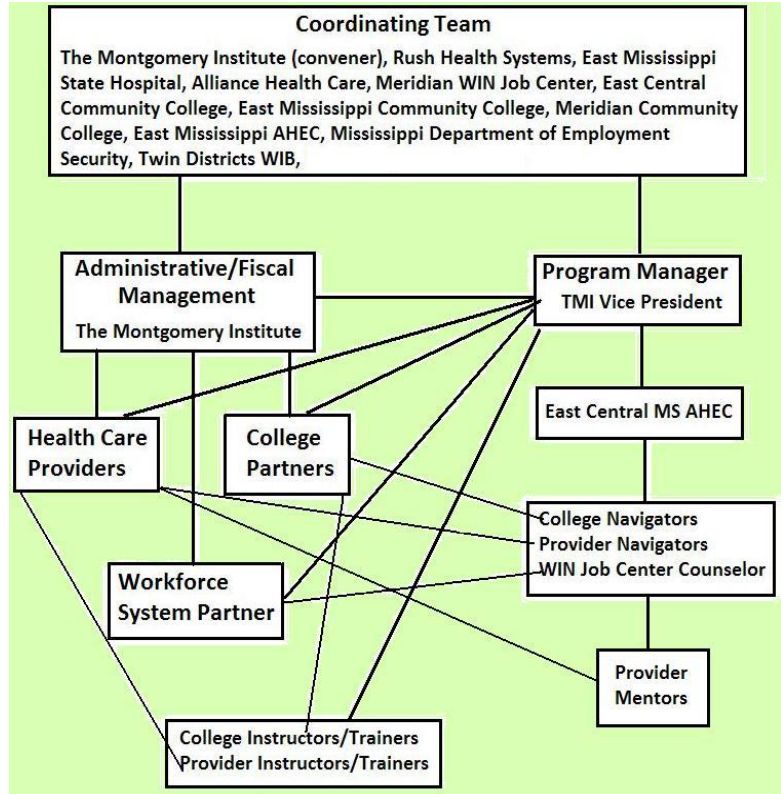 Coordinating Team
The Montgomery Institute (convener), Rush Health Systems, East Mississippi
State Hospital, Alliance Health Care, Meridian WIN Job Center, East Central
Community College, East Mississippi Community College, Meridian Community
College, East Mississippi AHEC, Mississippi Department of Employment
Security, Twin Districts WIB,
Administrative/Fiscal
Management
The Montgomery Institute
Program Manager
TMI Vice President
East Central MS AHEC
Health Care
Providers
College
Partners
College Navigators
Provider Navigators
WIN Job Center Counselor
Workforce
System Partner
Provider
Mentors
College Instructors/Trainers
Provider Instructors/Trainers